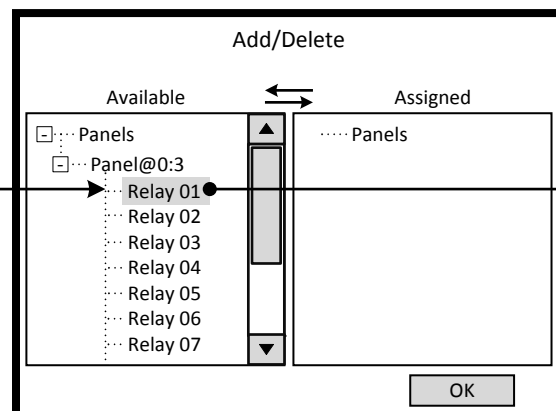 Add/Delete
Available
Assigned
Panels
Panel@0:3
Relay 01
Relay 02
Relay 03
Relay 04
Relay 05
Relay 06
Relay 07
Panels
OK